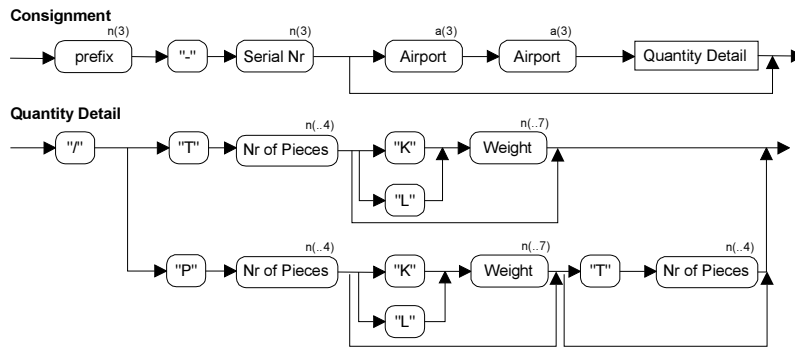 Consignment
n(3) n(3) a(3) a(3)
prefix "-" Serial Nr Airport Airport Quantity Detail
Quantity Detail
n(..4) n(..7)
"/" "T" Nr of Pieces "K" Weight
"L"
n(..4) n(..7) n(..4)
"P" Nr of Pieces "K" Weight "T" Nr of Pieces
"L"